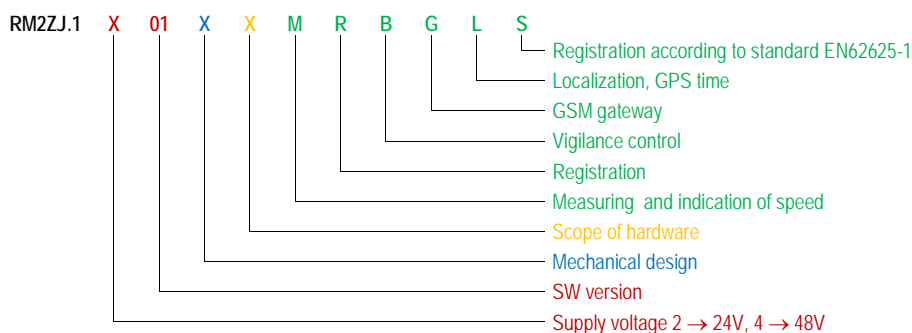 RM2ZJ.1 X 01 X X M R B G L S
Registration according to standard EN62625-1
Localization, GPS time
GSM gateway
Vigilance control
Registration
Measuring and indication of speed
Scope of hardware
Mechanical design
SW version
Supply voltage 2 → 24V, 4 → 48V